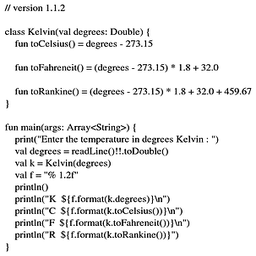 // version 1.1.2
class Kelvin(val degrees: Double) {
fun toCelsius() = degrees - 273.15
fun toFahreneit() = (degrees - 273.15) * 1.8 + 32.0
fun toRankine() = (degrees - 273.15) * 1.8 + 32.0 + 459.67
}
fun main(args: Array<String>) {
print("Enter the temperature in degrees Kelvin : ")
val degrees = readLine()!!.toDouble()
val k = Kelvin(degrees)
val f = "% 1.2f"
println()
println("K  ${f.format(k.degrees)}\n")
println("C  ${f.format(k.toCelsius())}\n")
println("F  ${f.format(k.toFahreneit())}\n")
println("R  ${f.format(k.toRankine())}")
}